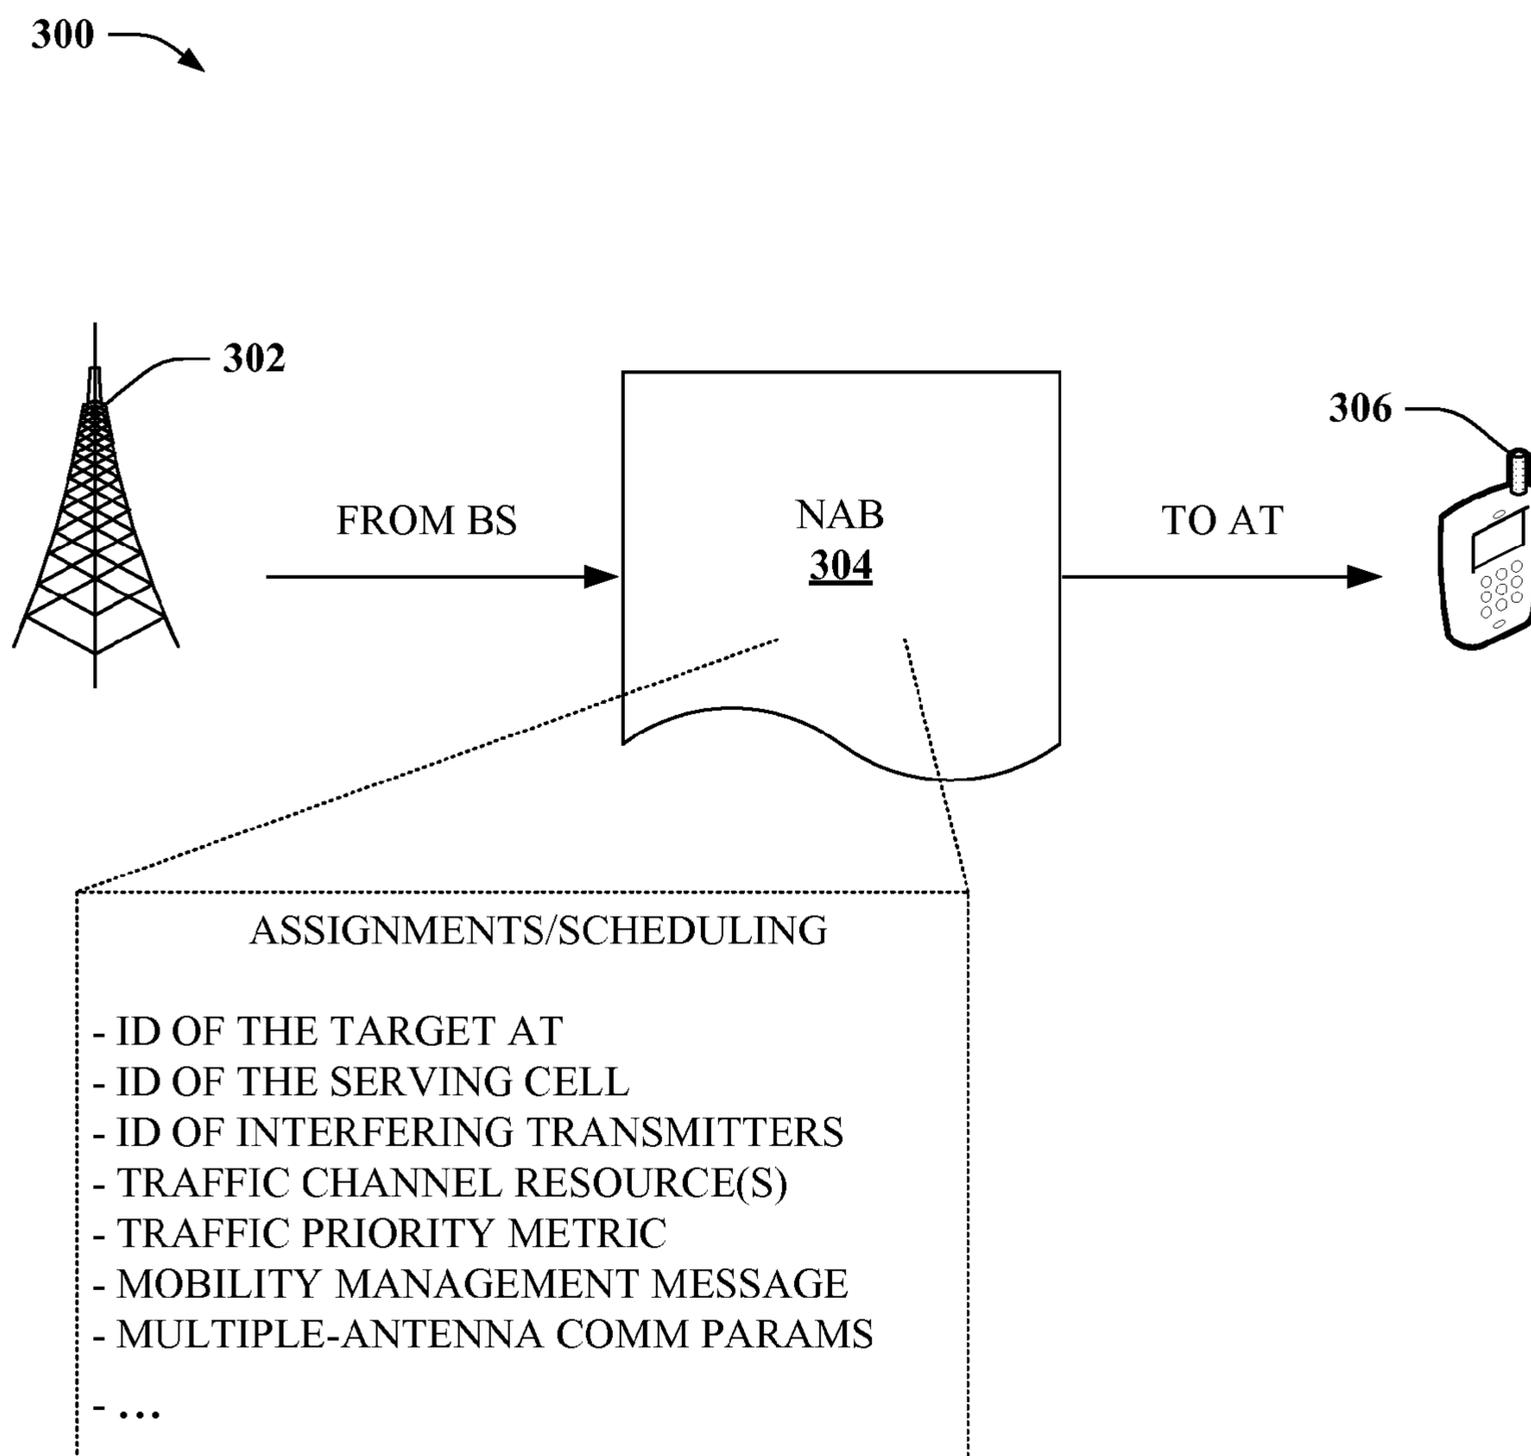 300
302
306
FROM BS
NAB
304
TO AT
ASSIGNMENTS/SCHEDULING
- ID OF THE TARGET AT
- ID OF THE SERVING CELL
- ID OF INTERFERING TRANSMITTERS
- TRAFFIC CHANNEL RESOURCE(S)
- TRAFFIC PRIORITY METRIC
- MOBILITY MANAGEMENT MESSAGE
- MULTIPLE-ANTENNA COMM PARAMS
- ...